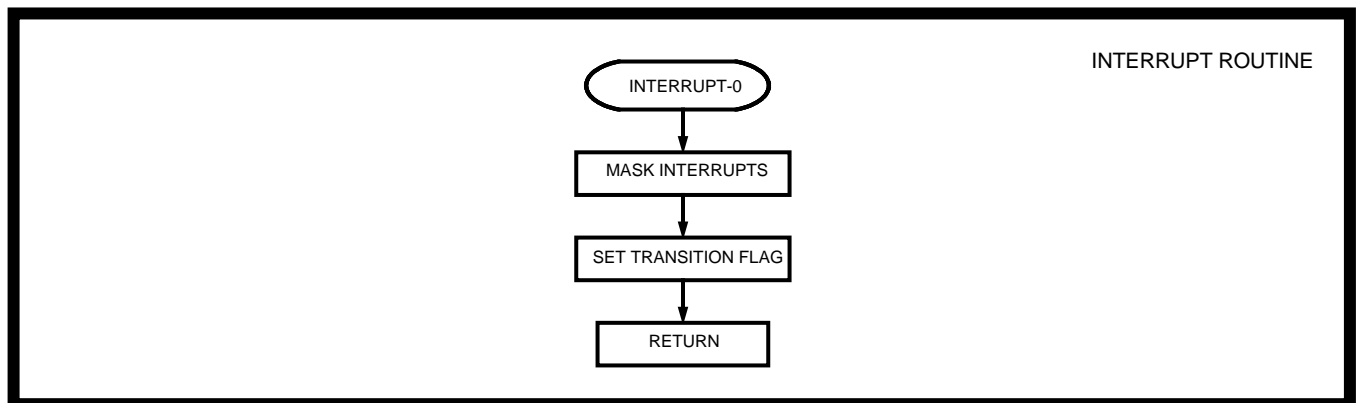 INTERRUPT ROUTINE
INTERRUPT-0
MASK INTERRUPTS
SET TRANSITION FLAG
RETURN